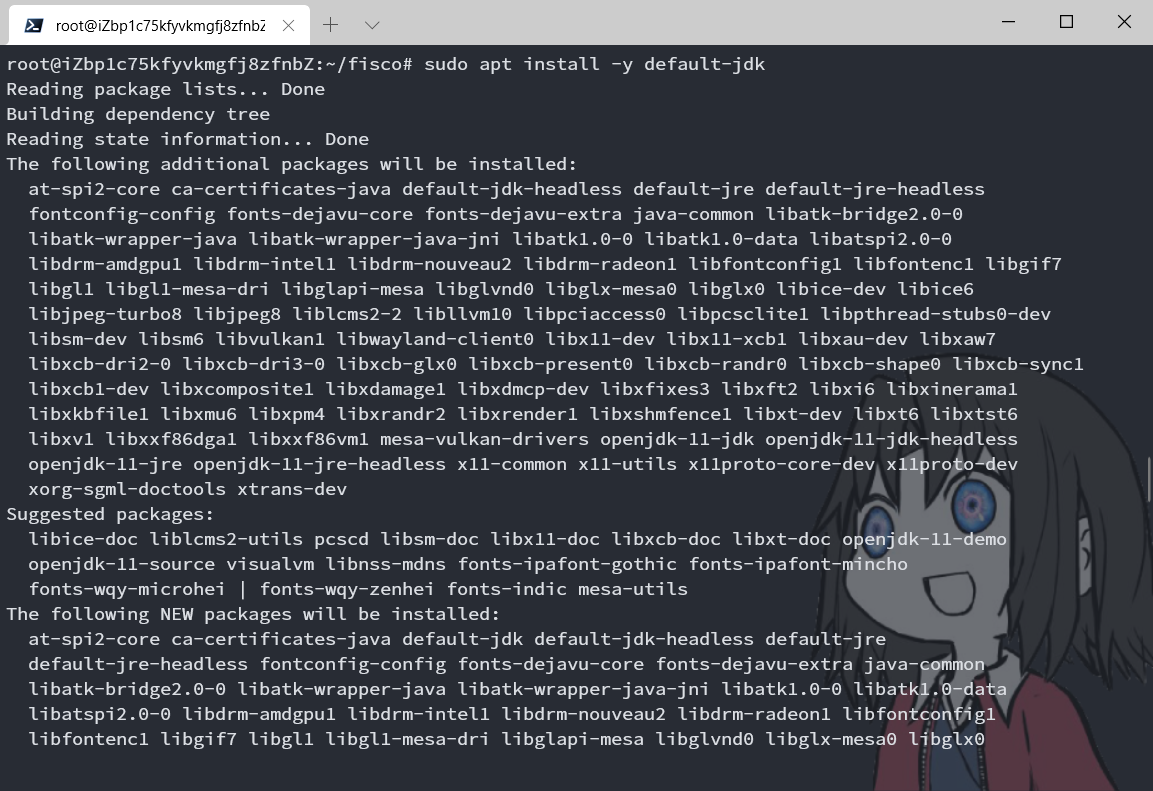 root@iZbp1c75kfyvkmgfj8zfnbZ
root@iZbp1c75kfyvkmgfj8zfnbZ:~/fisco# sudo apt install -y default-jdk
Reading package lists... Done
Building dependency tree
Reading state information... Done
The following additional packages will be installed:
at-spi2-core ca-certificates-java default-jdk-headless default-jre default-jre-headless
fontconfig-config fonts-dejavu-core fonts-dejavu-extra java-common libatk-bridge2.0-0
libatk-wrapper-java libatk-wrapper-java-jni libatk1.0-0 libatk1.0-data libatspi2.0-0
libdrm-amdgpu1 libdrm-intel1 libdrm-nouveau2 libdrm-radeon1 libfontconfig1 libfontenc1 libgif7
libgl1 libgl1-mesa-dri libglapi-mesa libglvnd0 libglx-mesa0 libglx0 libice-dev libice6
libjpeg-turbo8 libjpeg8 liblcms2-2 libllvm10 libpciaccess0 libpcsclite1 libpthread-stubs0-dev
libsm-dev libsm6 libvulkan1 libwayland-client0 libx11-dev libx11-xcb1 libxau-dev libxaw7
libxcb-dri2-0 libxcb-dri3-0 libxcb-glx0 libxcb-present0 libxcb-randr0 libxcb-shape0 libxcb-sync1
libxcb1-dev libxcomposite1 libxdamage1 libxdmcp-dev libxfixes3 libxft2 libxi6 libxinerama1
libxkbfile1 libxmu6 libxpm4 libxrandr2 libxrender1 libxshmfence1 libxt-dev libxt6 libxtst6
libxv1 libxxf86dga1 libxxf86vm1 mesa-vulkan-drivers openjdk-11-jdk openjdk-11-jdk-headless
openjdk-11-jre openjdk-11-jre-headless x11-common x11-utils x11proto-core-dev x11proto-dev
xorg-sgml-doctools xtrans-dev
Suggested packages:
libice-doc liblcms2-utils pcscd libsm-doc libx11-doc libxcb-doc libxt-doc openjdk-11-demo
openjdk-11-source visualvm libnss-mdns fonts-ipafont-gothic fonts-ipafont-mincho
fonts-wqy-microhei | fonts-wqy-zenhei fonts-indic mesa-utils
The following NEW packages will be installed:
at-spi2-core ca-certificates-java default-jdk default-jdk-headless default-jre
default-jre-headless fontconfig-config fonts-dejavu-core fonts-dejavu-extra java-common
libatk-bridge2.0-0 libatk-wrapper-java libatk-wrapper-java-jni libatk1.0-0 libatk1.0-data
libatspi2.0-0 libdrm-amdgpu1 libdrm-intel1 libdrm-nouveau2 libdrm-radeon1 libfontconfig1
libfontenc1 libgif7 libgl1 libgl1-mesa-dri libglapi-mesa libglvnd0 libglx-mesa0 libglx0